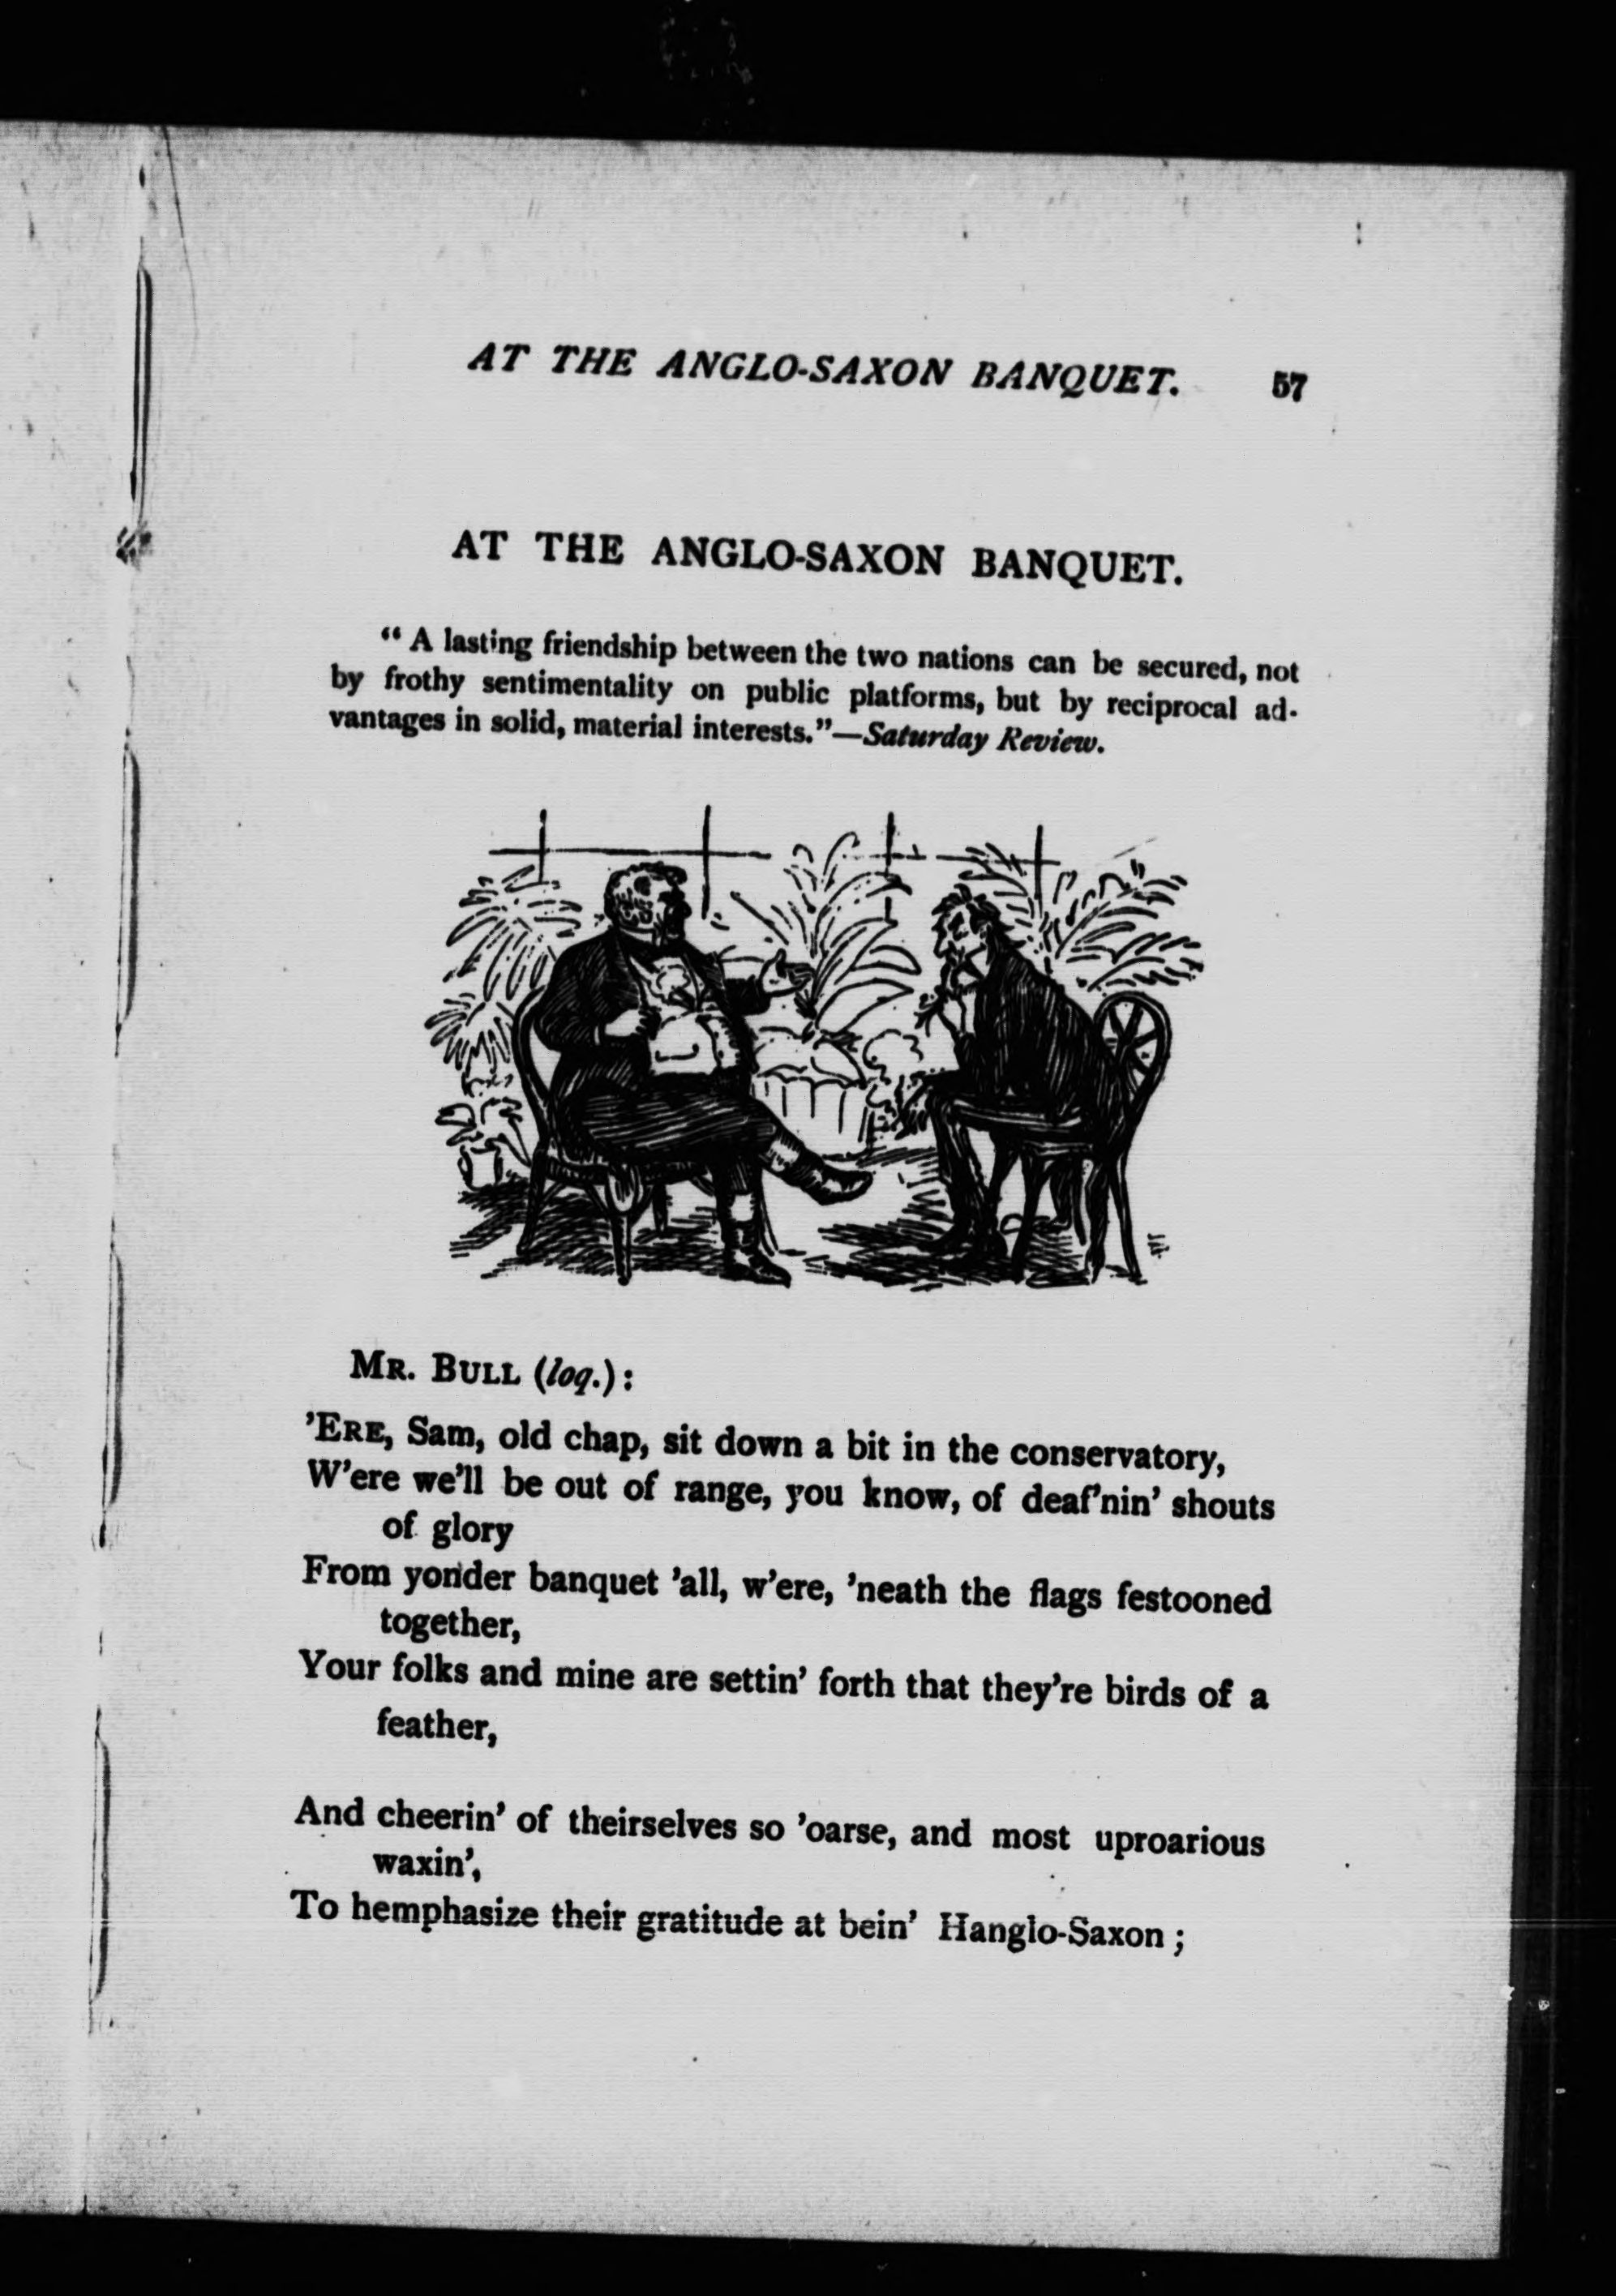 AT THE ANGLO-SAXON BANQUET. 57
AT THE ANGLO-SAXON BANQUET.
“ A lasting friendship between the two nations can be secured, not
by frothy sentimentality on public platforms, but by reciprocal ad-
vantages in solid, material interests.”—Saturday Review.
MR. BULL (loq.):
’ERE, Sam, old chap, sit down a bit in the conservatory,
W’ere we’ll be out of range, you know, of deaf’nin’ shouts
of glory
From yonder banquet ’all, w’ere, ’neath the flags festooned
together,
Your folks and mine are settin’ forth that they’re birds of a
feather,
And cheerin’ of theirselves so ’oarse, and most uproarious
waxin’,
To hemphasize their gratitude at bein’ Hanglo-Saxon ;